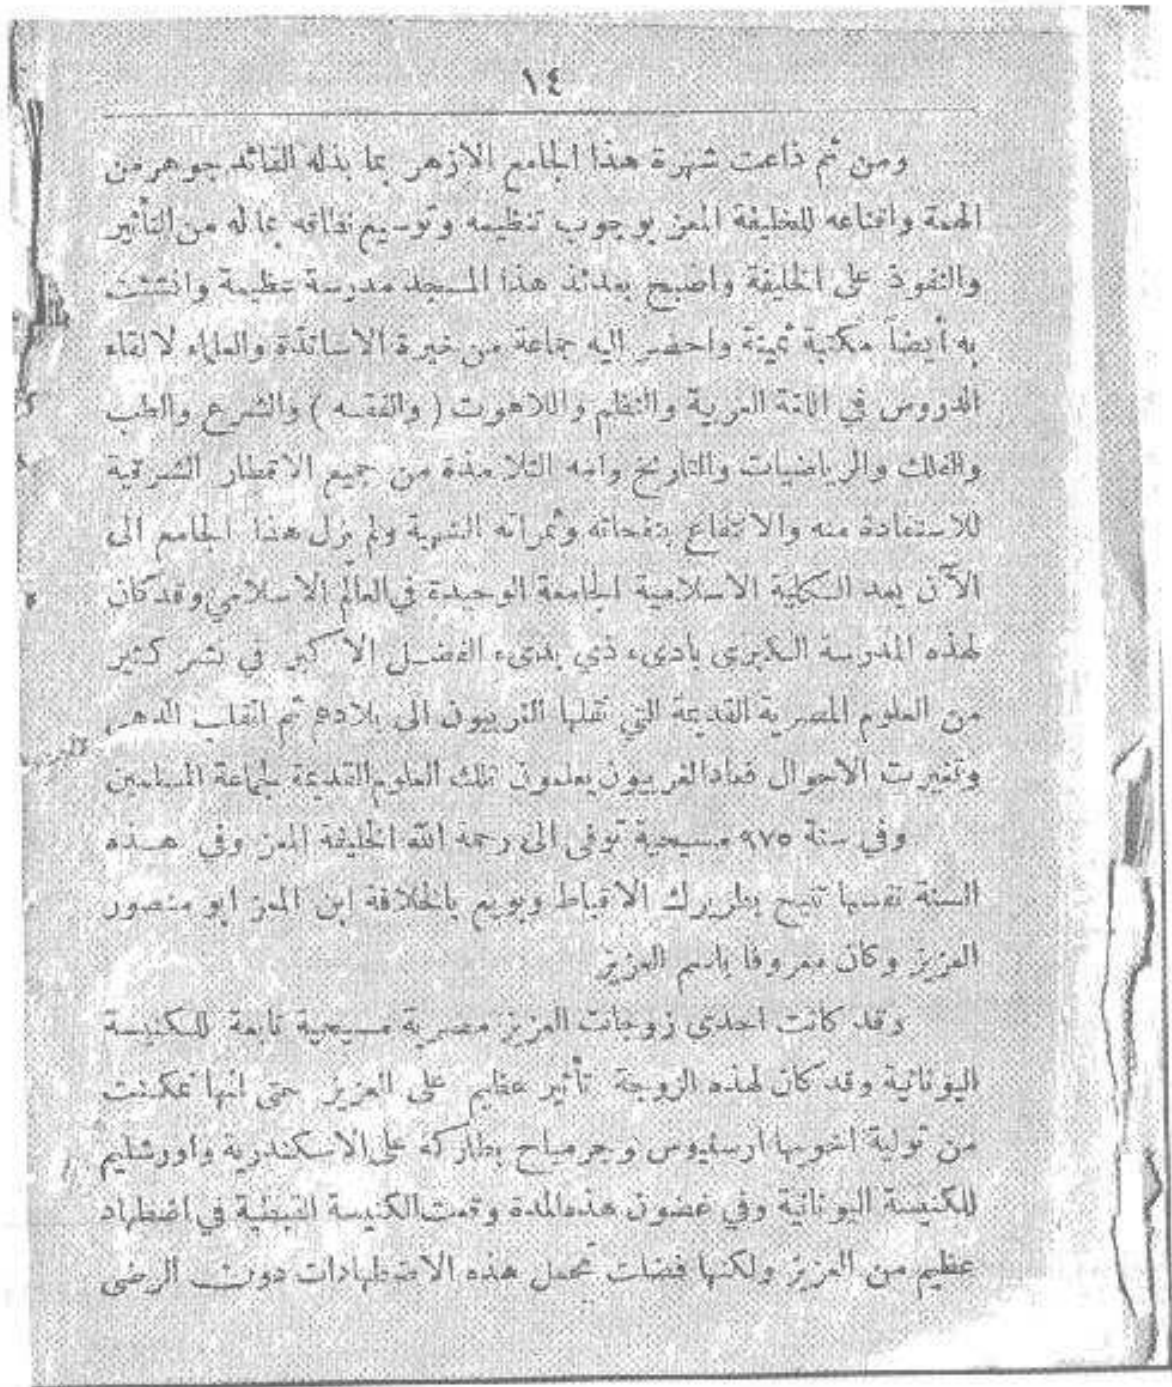 ١٤
ومن ثم ذاعت شهرة هذا الجامع الازهر بما بذله القائد جوهر من
الهمة واقناعه للخليفة المعز بوجوب تنظيمه وتوسيع نطاقه بماله من التأثير
والنفوذ على الخليفة واصبح بعدئذ هذا المسجد مدرسة عظيمة وانشئت
به أيضاً مكتبة ثمينة واحضر اليه جماعة من خيرة الاساتذة والعلماء لالقاء
الدروس في اللغة العربية والنظم واللاهوت ( والفقه ) والشرع والطب
والفلك والرياضيات والتاريخ وامه التلامذة من جميع الاقطار الشرقية
للاستفادة منه والانتفاع بنفحاته وثمراته الشهية ولم يزل هذا الجامع الى
الآن يعد الكلية الاسلامية الجامعة الوحيدة في العالم الاسلامي وقد كان
لهذه المدرسة الكبرى بادىء ذي بدىء الفضل الاكبر في نشر كثير
من العلوم المصرية القديمة التي نقلها الغربيون الى بلادهم ثم انقلب الدهر
وتغيرت الاحوال فعاد الغربيون يعلمون تلك العلوم القديمة لجماعة المسلمين
وفي سنة ٩٧٥ مسيحية توفى الى رحمة الله الخليفة المعز وفي هذه
السنة نفسها تنيح بطريرك الاقباط وبويع بالخلافة ابن المعز ابو منصور
العزيز وكان معروفا باسم العزيز
وقد كانت احدى زوجات العزيز مصرية مسيحية تابعة للكنيسة
اليونانية وقد كان لهذه الزوجة تأثير عظيم على العزيز حتى انها تمكنت
من تولية اخويها ارسانيوس وجرمياح بطاركة على الاسكندرية واورشليم
للكنيسة اليونانية وفي غضون هذه المدة وقعت الكنيسة القبطية في اضطهاد
عظيم من العزيز ولكنها فضلت تحمل هذه الاضطهادات دون الرضى